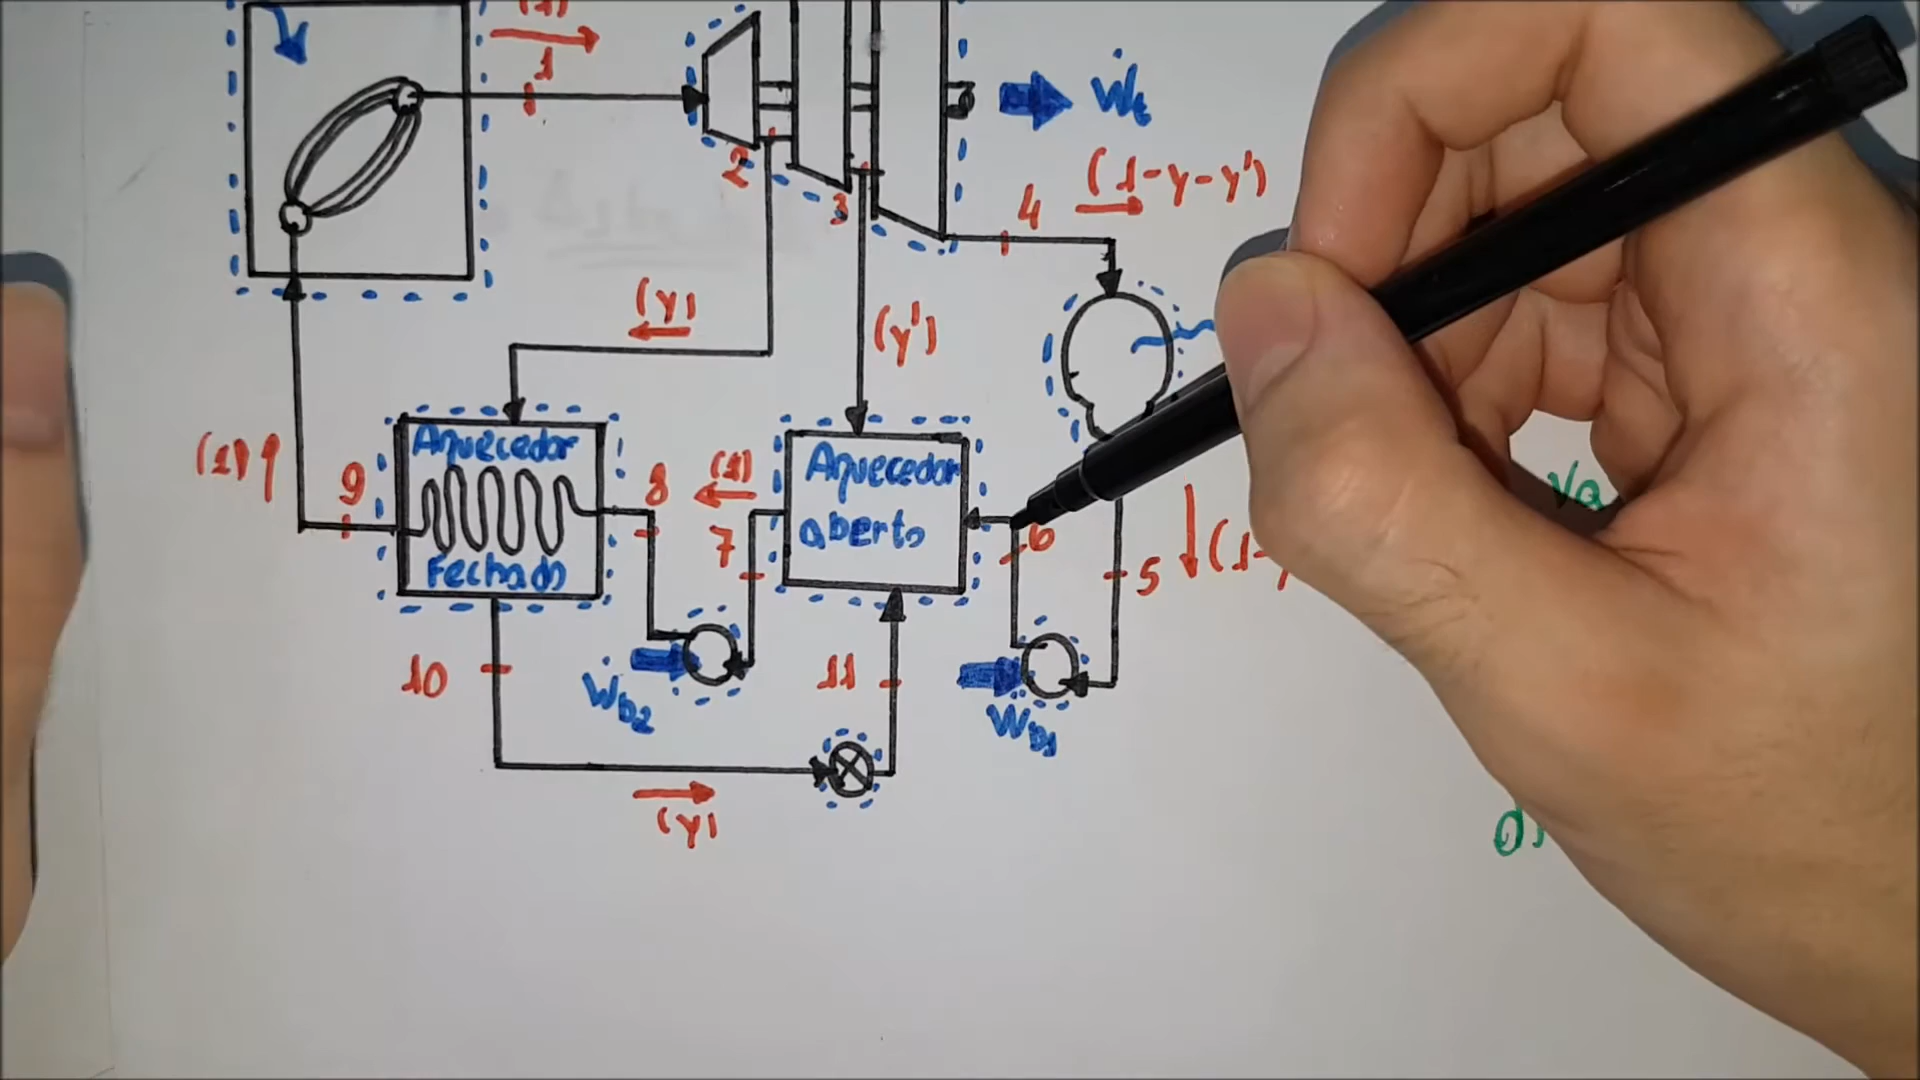 1
Ẇt
2
3
4
(1-y-y')
(y)
(y')
(1)
9
Aquecedor
Fechado
8
(1)
7
Aquecedor
aberto
6
5
10
Wb2
11
Wb1
(y)